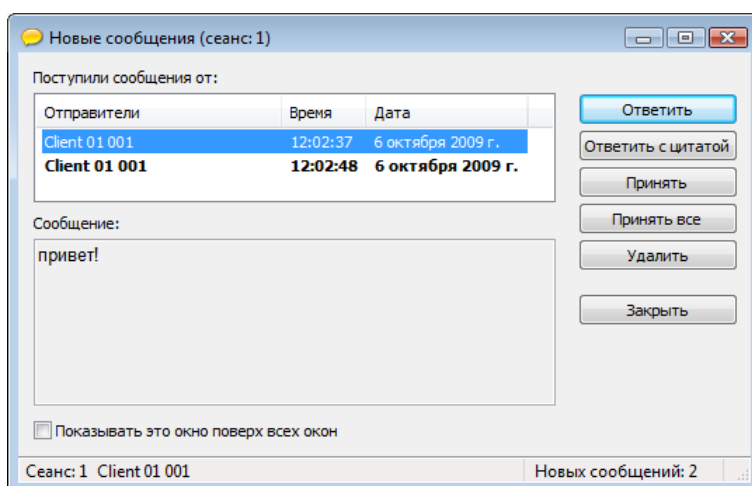 Новые сообщения (сеанс: 1)
Поступили сообщения от:
Отправители Время Дата
Client 01 001 12:02:37 6 октября 2009 г.
Client 01 001 12:02:48 6 октября 2009 г.
Ответить
Ответить с цитатой
Принять
Принять все
Удалить
Закрыть
Сообщение:
привет!
Показывать это окно поверх всех окон
Сеанс: 1 Client 01 001 Новых сообщений: 2